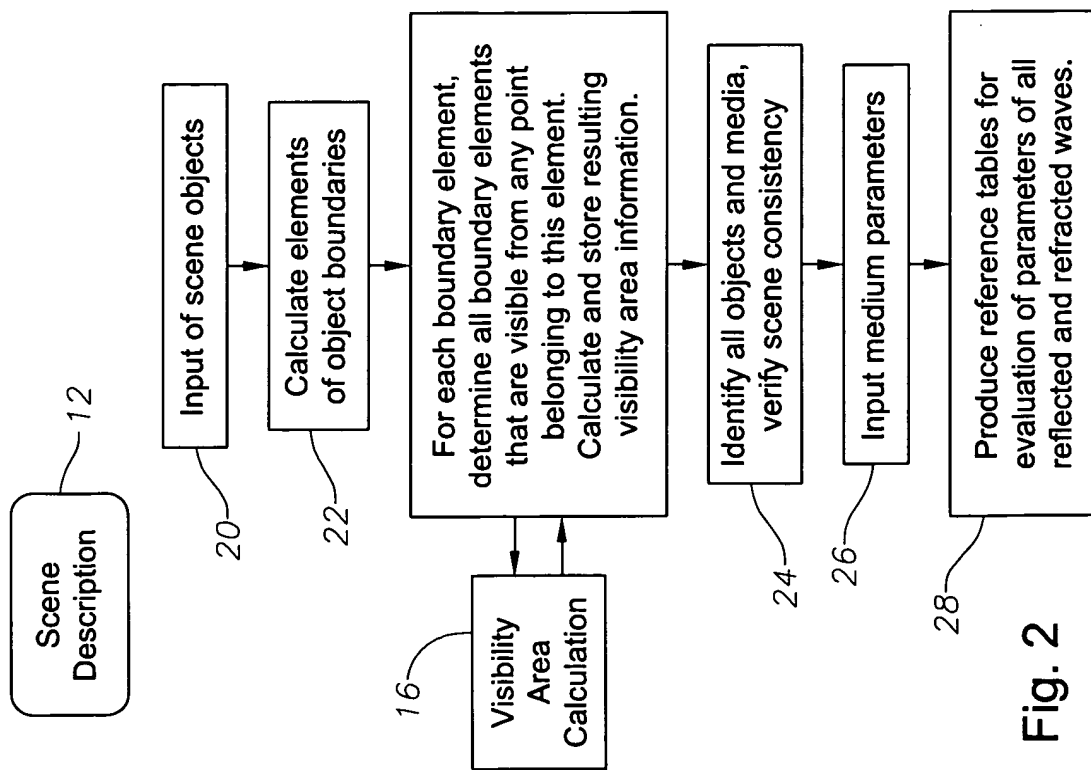 Scene
Description
12
Input of scene objects
20
Calculate elements
of object boundaries
22
For each boundary element,
determine all boundary elements
that are visible from any point
belonging to this element.
Calculate and store resulting
visibility area information.
16
Visibility
Area
Calculation
Identify all objects and media,
verify scene consistency
24
Input medium parameters
26
Produce reference tables for
evaluation of parameters of all
reflected and refracted waves.
28
Fig. 2